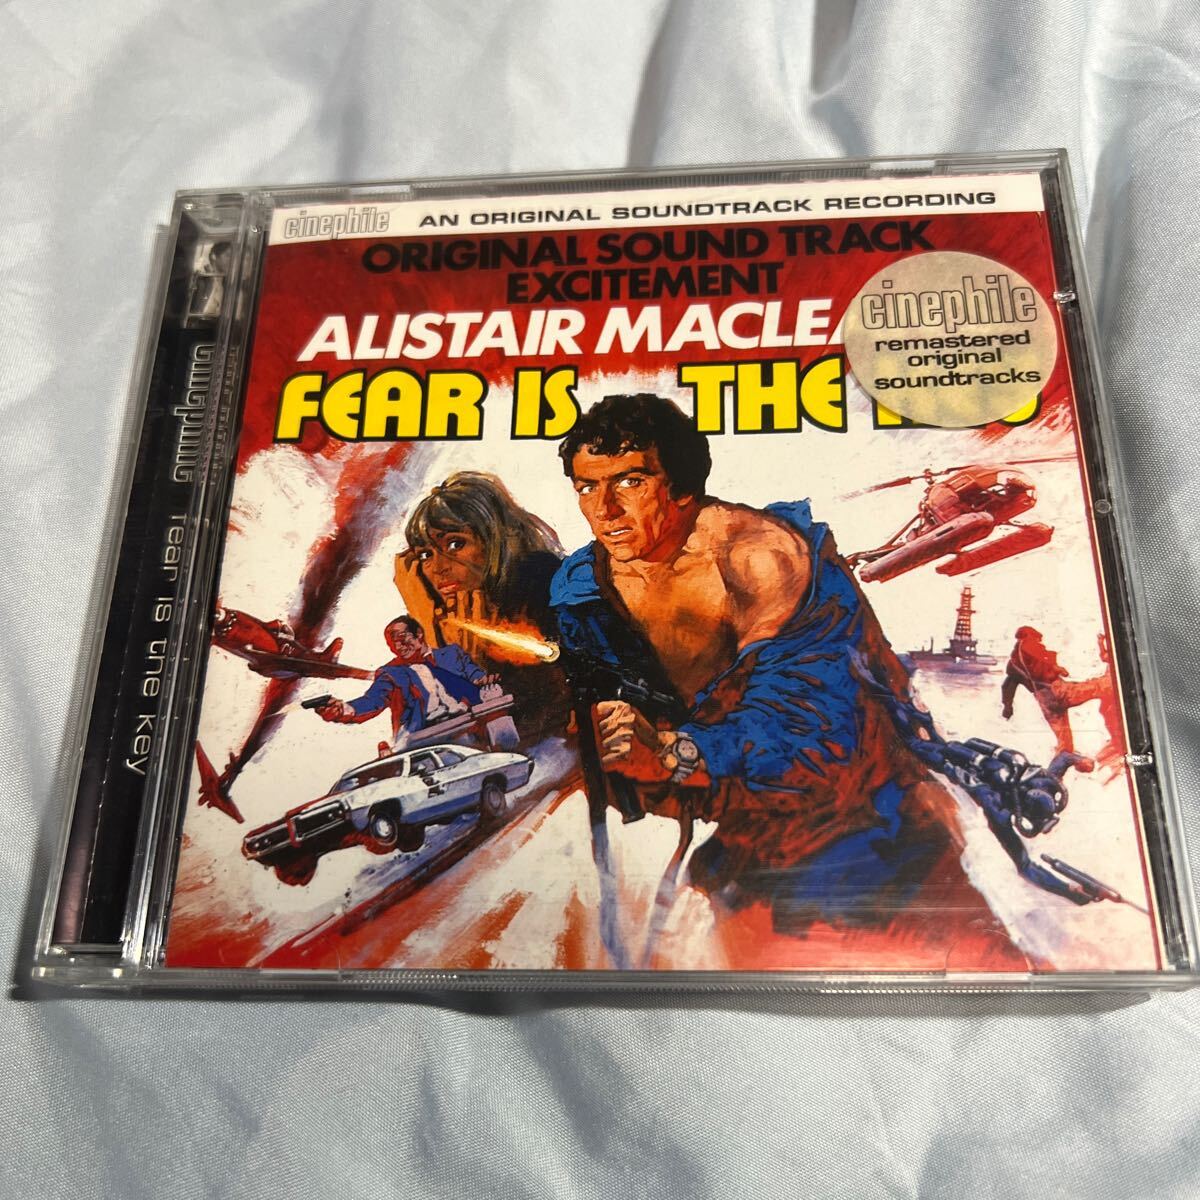 cinephile AN ORIGINAL SOUNDTRACK RECORDING
ORIGINAL SOUND TRACK
EXCITEMENT
ALISTAIR MACLEA
FEAR IS THE
cinephile
remastered
original
soundtracks
cinephile fear is the key